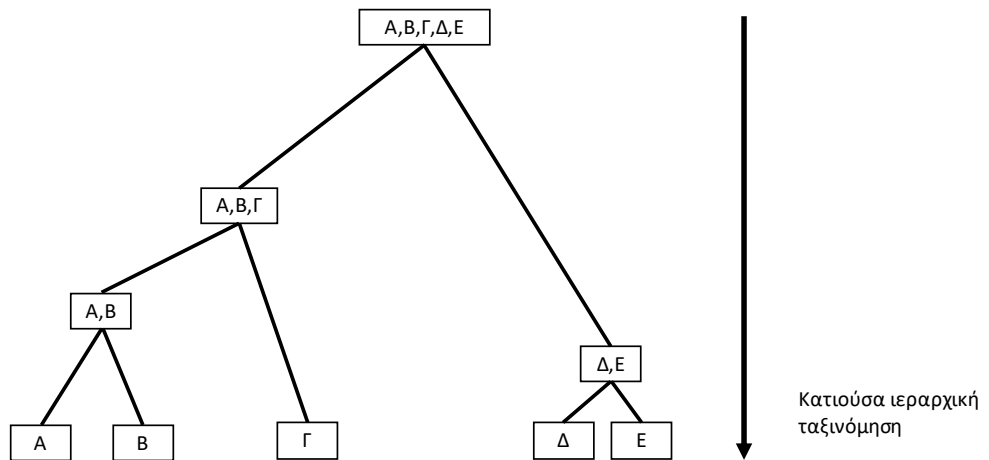 Α,Β,Γ,Δ,Ε
Α,Β,Γ
Α,Β
Δ,Ε
Α
Β
Γ
Δ
Ε
Κατιούσα ιεραρχική
ταξινόμηση